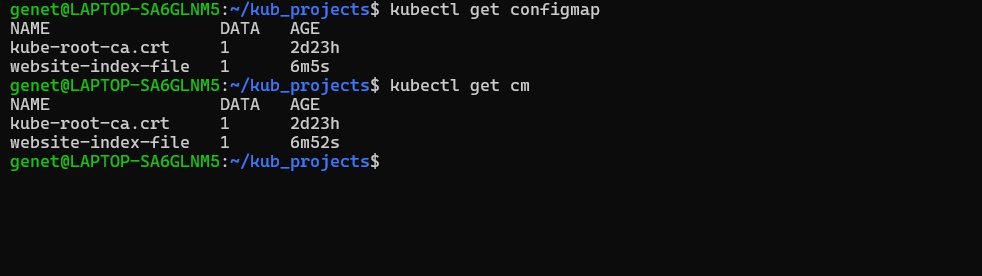 genet@LAPTOP-SA6GLNM5:~/kub_projects$ kubectl get configmap
NAME                 DATA   AGE
kube-root-ca.crt     1      2d23h
website-index-file   1      6m5s
genet@LAPTOP-SA6GLNM5:~/kub_projects$ kubectl get cm
NAME                 DATA   AGE
kube-root-ca.crt     1      2d23h
website-index-file   1      6m52s
genet@LAPTOP-SA6GLNM5:~/kub_projects$